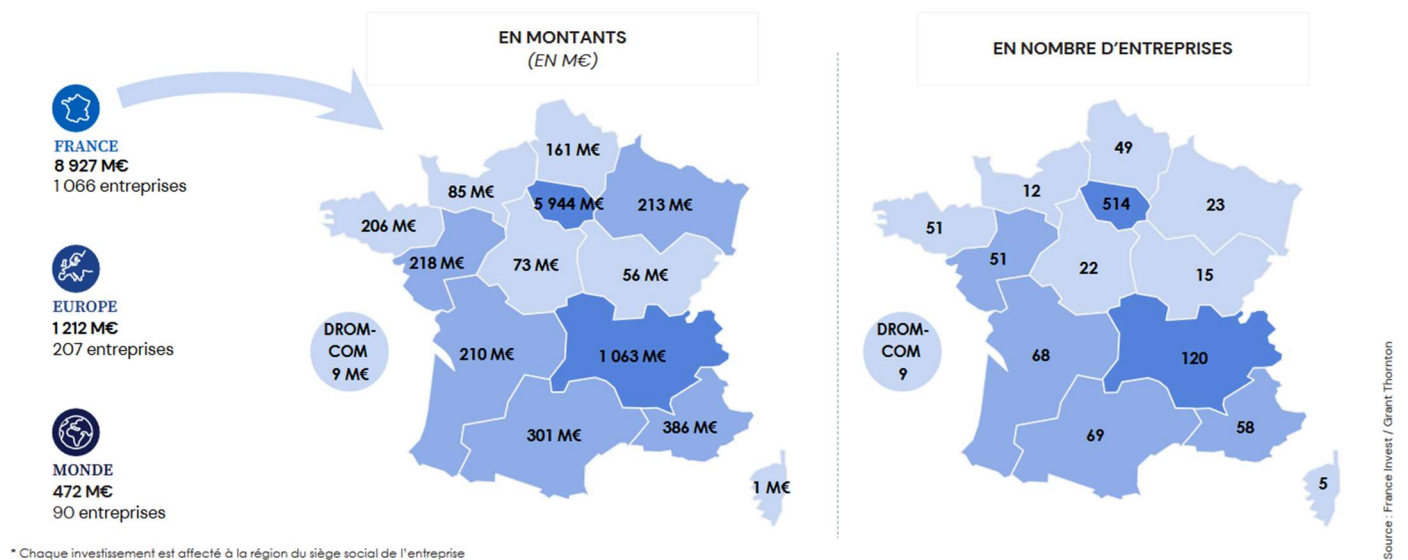 EN MONTANTS
(EN M€)
EN NOMBRE D’ENTREPRISES
FRANCE
8 927 M€
1 066 entreprises
EUROPE
1 212 M€
207 entreprises
MONDE
472 M€
90 entreprises
161 M€
85 M€
5 944 M€
213 M€
206 M€
218 M€
73 M€
56 M€
DROM-
COM
9 M€
210 M€
1 063 M€
301 M€
386 M€
1 M€
49
12
514
23
51
51
22
15
DROM-
COM
9
68
120
69
58
5
Source : France Invest / Grant Thornton
* Chaque investissement est affecté à la région du siège social de l’entreprise